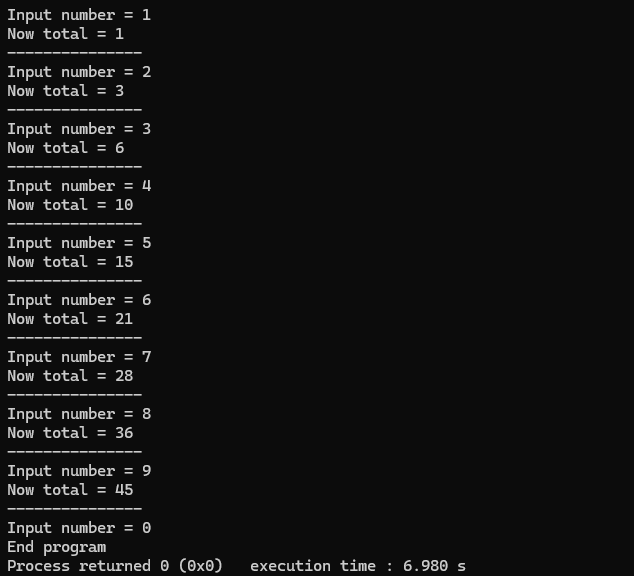 Input number = 1
Now total = 1
---------------
Input number = 2
Now total = 3
---------------
Input number = 3
Now total = 6
---------------
Input number = 4
Now total = 10
---------------
Input number = 5
Now total = 15
---------------
Input number = 6
Now total = 21
---------------
Input number = 7
Now total = 28
---------------
Input number = 8
Now total = 36
---------------
Input number = 9
Now total = 45
---------------
Input number = 0
End program
Process returned 0 (0x0)   execution time : 6.980 s